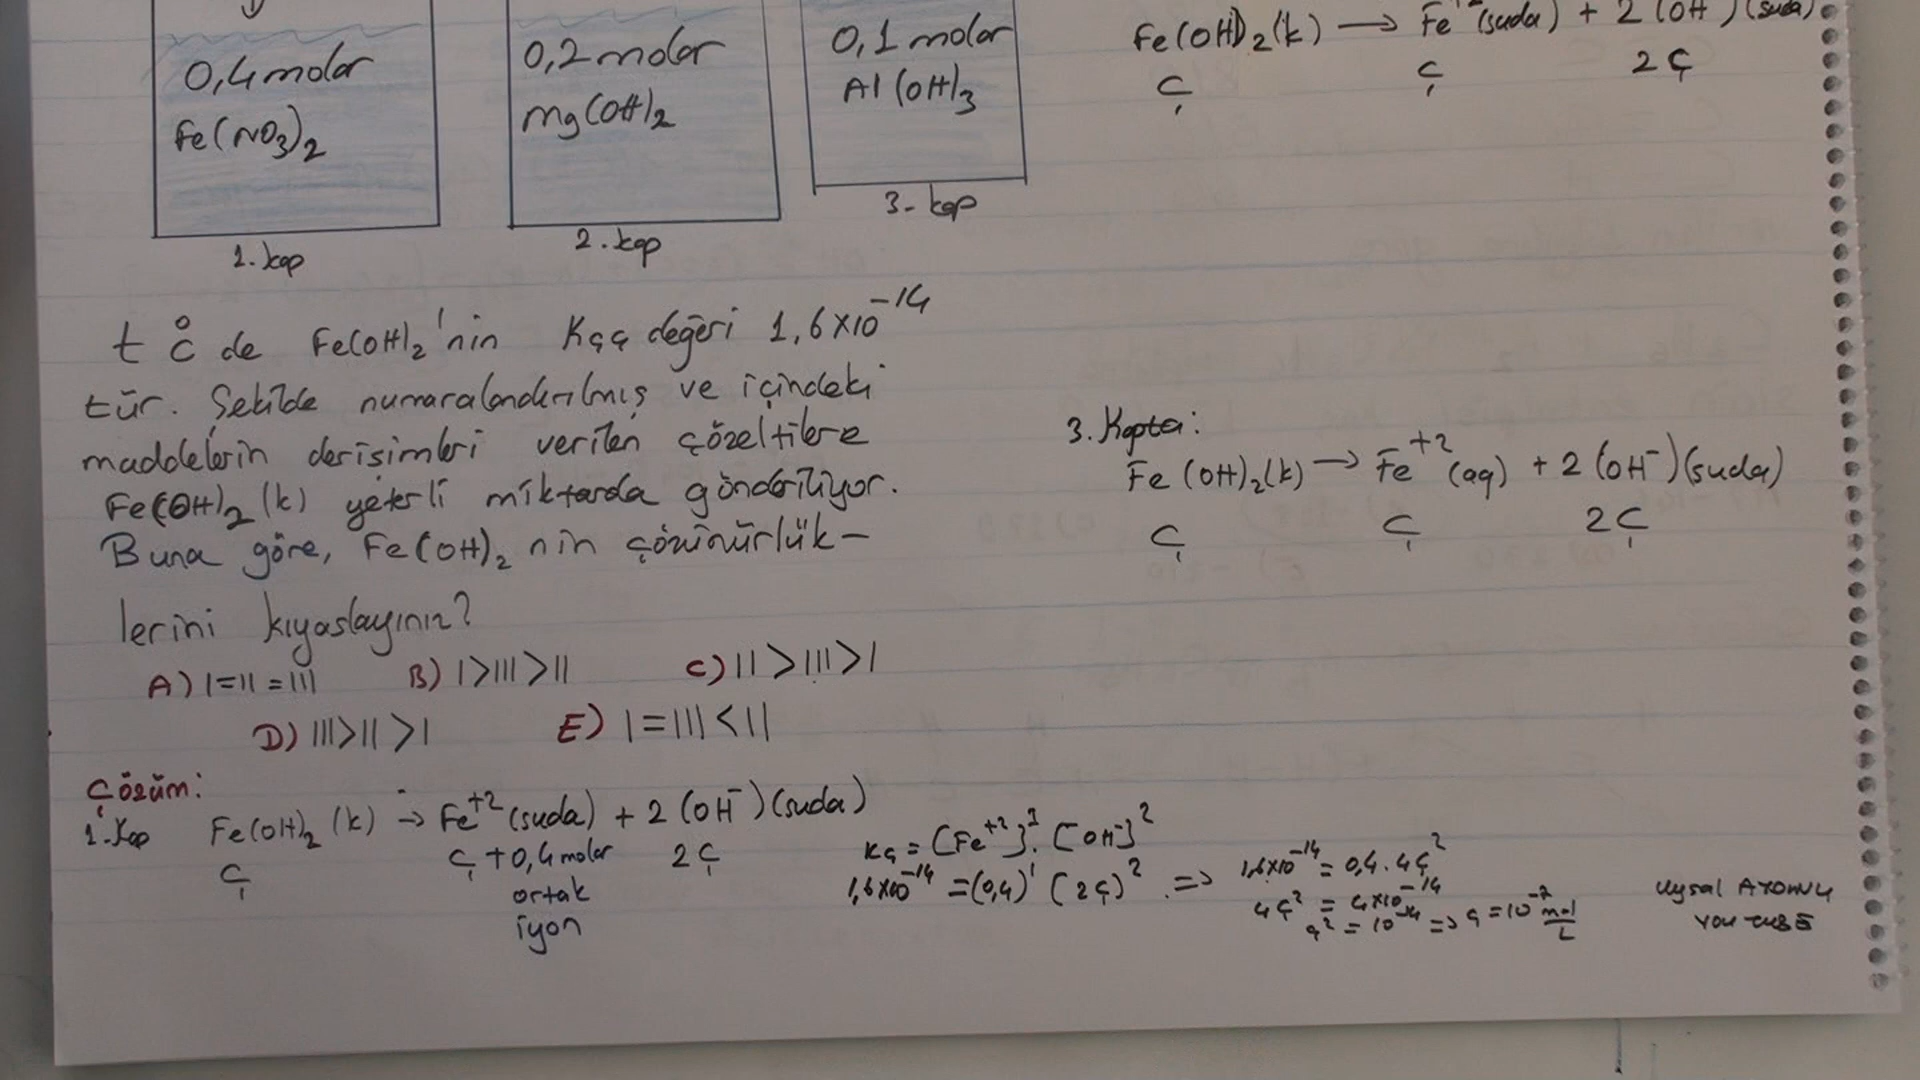 0,4 molar
Fe(NO3)2
1. kap
0,2 molar
Mg(OH)2
2. kap
0,1 molar
Al(OH)3
3- kap
t °C de Fe(OH)2'nin Kçç değeri 1,6x10^-14
tür. Şekilde numaralandırılmış ve içindeki
maddelerin derişimleri verilen çözeltilere
Fe(OH)2 (k) yeterli miktarda gönderiliyor.
Buna göre, Fe(OH)2 nin çözünürlük-
lerini kıyaslayınız?
A) I=II=III B) I>III>II C) II>III>I
D) III>II>I E) I=III<II
Çözüm:
1. Kap Fe(OH)2 (k) → Fe+2 (suda) + 2 (OH-) (suda)
Ç Ç+0,4 molar 2Ç
ortak
iyon
Kç = [Fe+2]^1 . [OH-]^2
1,6x10^-14 = (0,4)^1 (2Ç)^2 => 1,6x10^-14 = 0,4 . 4Ç^2
4Ç^2 = 4x10^-14
Ç^2 = 10^-14 => Ç = 10^-7 mol/L
Fe(OH)2(k) → Fe+2 (suda) + 2 (OH-) (suda)
Ç Ç 2Ç
3. Kapta:
Fe(OH)2(k) → Fe+2 (aq) + 2 (OH-) (suda)
Ç Ç 2Ç
uysal
YouTube